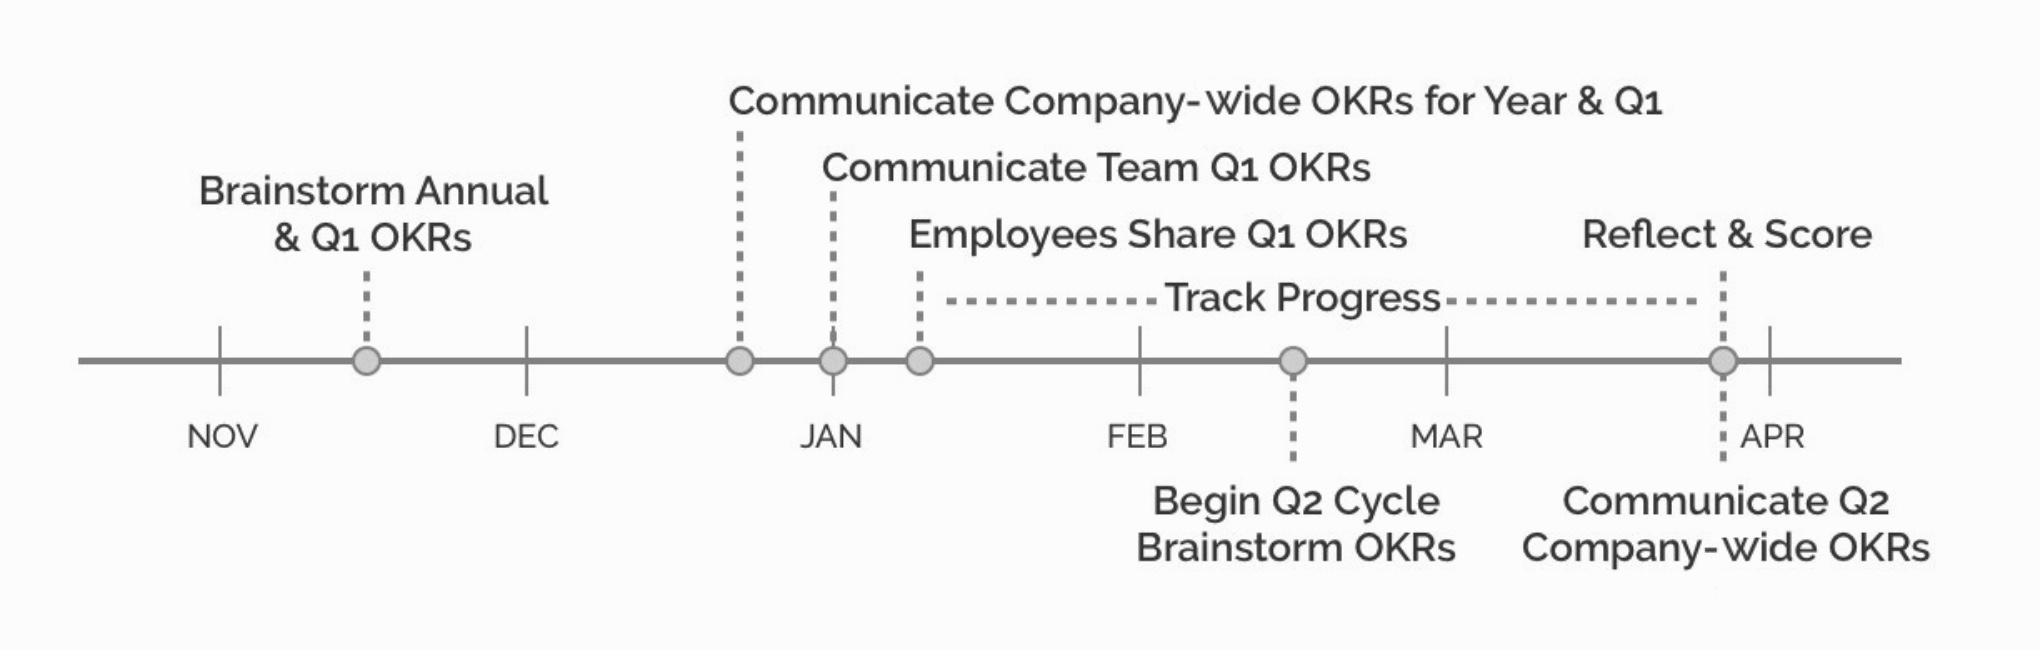 Communicate Company-Wide OKRs for Year & Q1
Communicate Team Q1 OKRs
Brainstorm Annual
& Q1 OKRs
Employees Share Q1 OKRs
Reflect & Score
Track Progress
NOV
DEC
JAN
FEB
MAR
APR
Begin Q2 Cycle
Brainstorm OKRs
Communicate Q2
Company-Wide OKRs